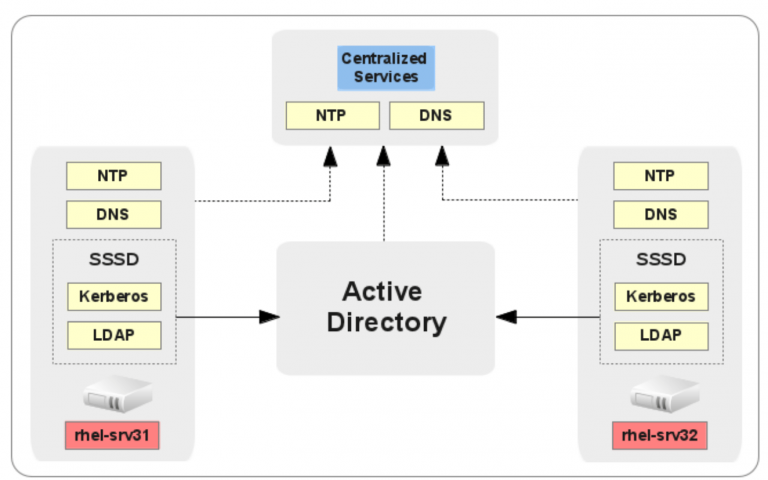 Centralized
Services
NTP
DNS
NTP
DNS
SSSD
Kerberos
LDAP
rhel-srv31
Active
Directory
NTP
DNS
SSSD
Kerberos
LDAP
rhel-srv32